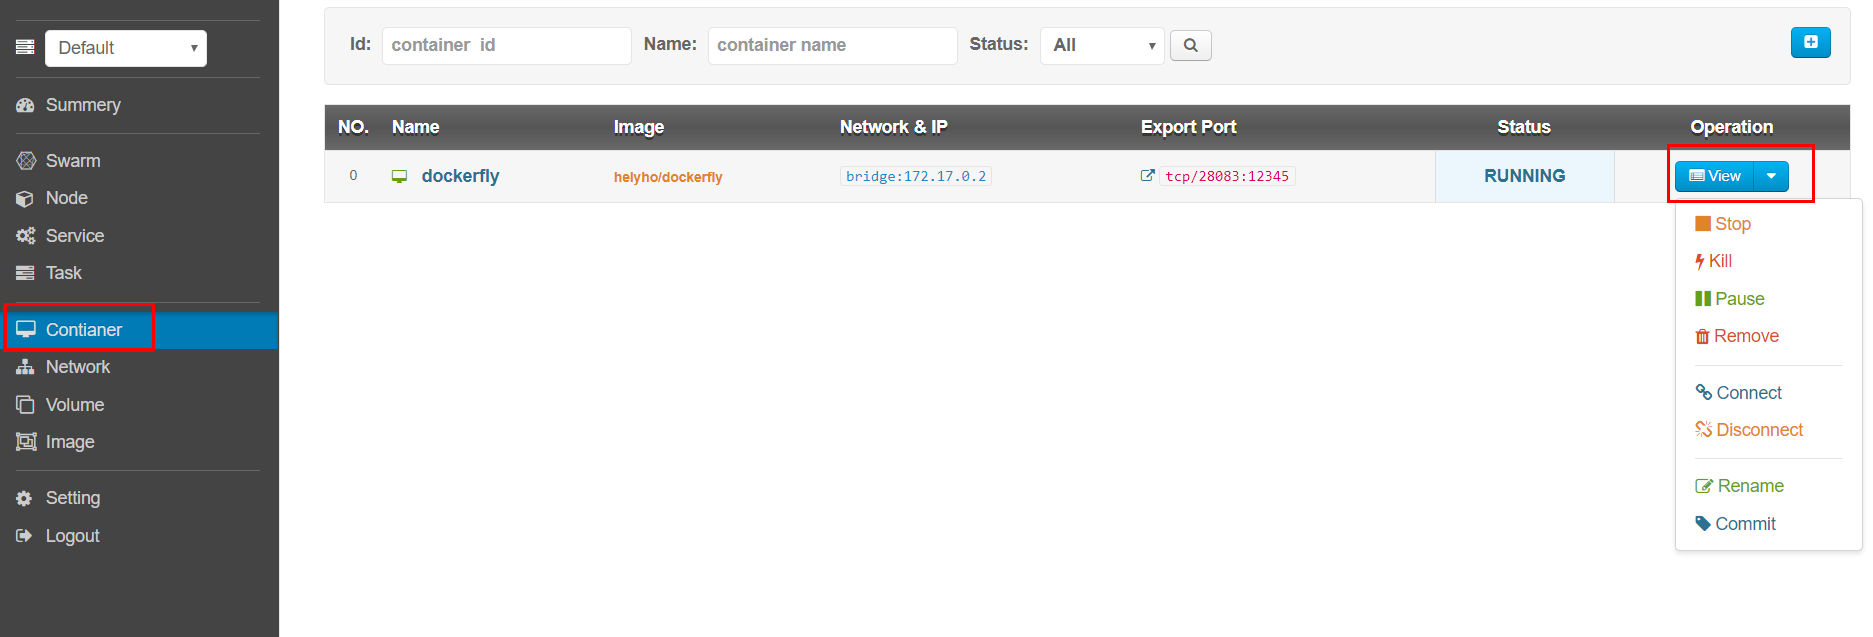 Default
Summery
Swarm
Node
Service
Task
Contianer
Network
Volume
Image
Setting
Logout
Id: container id Name: container name Status: All
NO. Name Image Network & IP Export Port Status Operation
0 dockerfly helyho/dockerfly bridge:172.17.0.2 tcp/28083:12345 RUNNING View
Stop
Kill
Pause
Remove
Connect
Disconnect
Rename
Commit